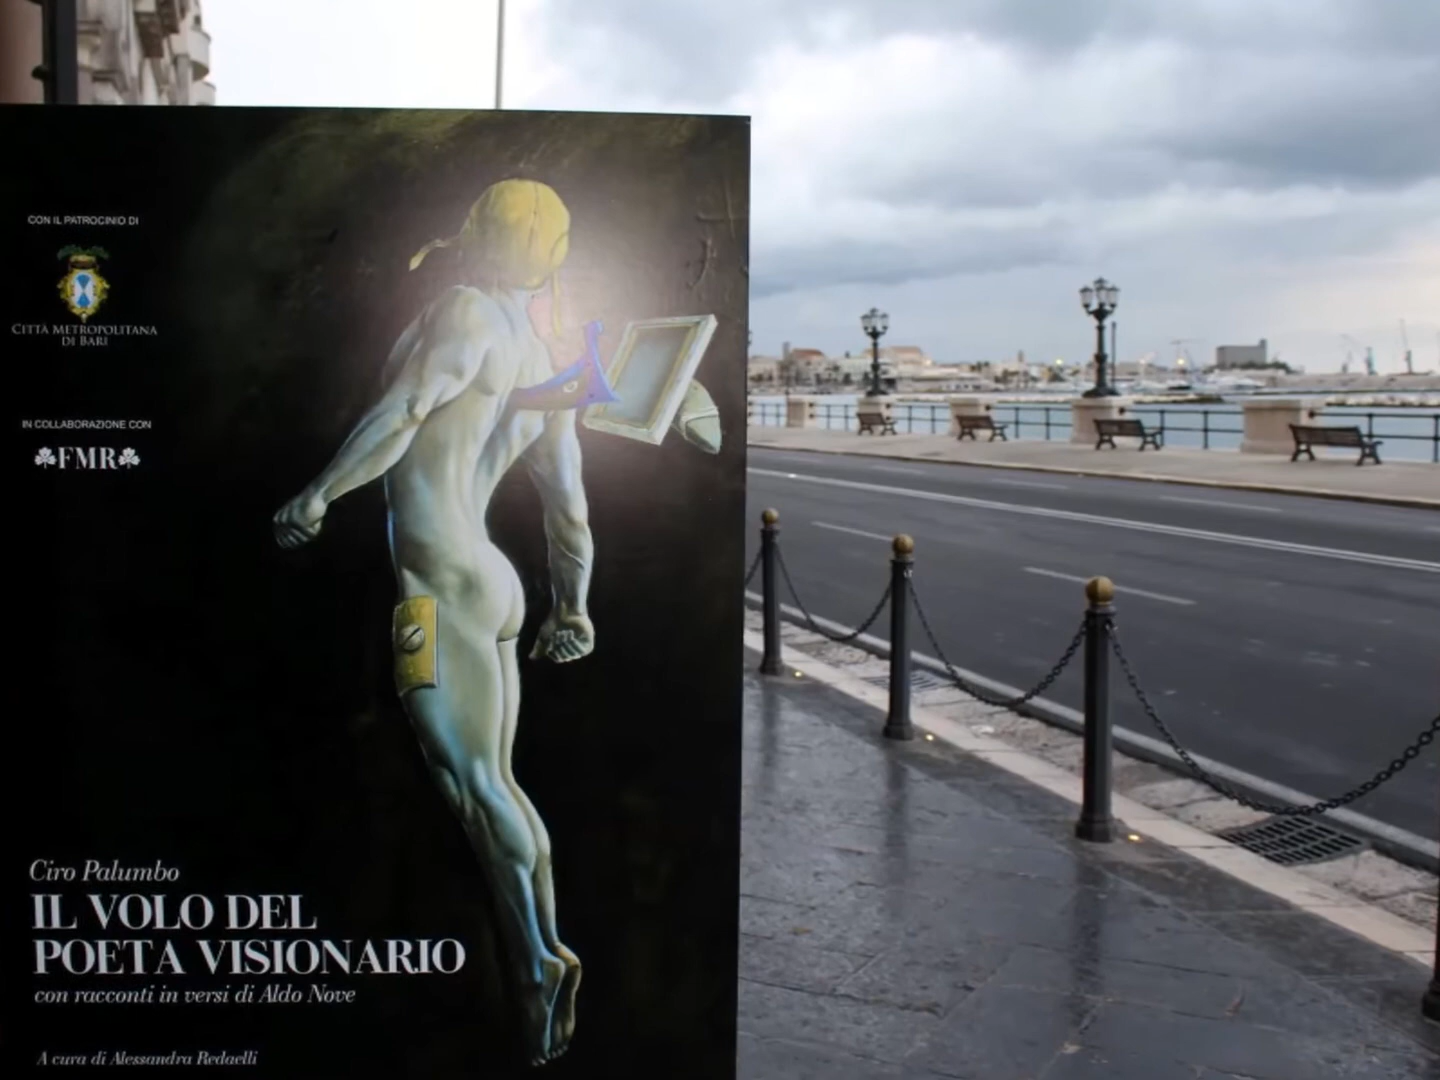 CON IL PATROCINIO DI
CITTÀ METROPOLITANA
DI BARI
IN COLLABORAZIONE CON
FMR
Ciro Palumbo
IL VOLO DEL
POETA VISIONARIO
con racconti in versi di Aldo Nove
A cura di Alessandra Redaelli